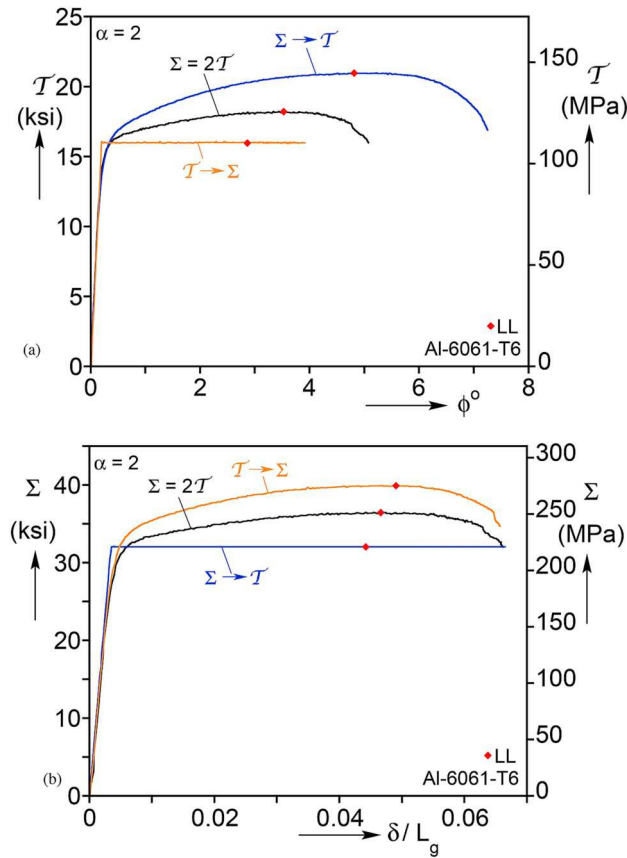 α = 2
𝒯
(ksi)
25
20
15
10
5
0
Σ → 𝒯
Σ = 2𝒯
𝒯 → Σ
𝒯
(MPa)
150
100
50
0
LL
Al-6061-T6
(a)
0 2 4 6 8
ϕ°
α = 2
Σ
(ksi)
40
30
20
10
0
𝒯 → Σ
Σ = 2𝒯
Σ → 𝒯
Σ
(MPa)
300
250
200
150
100
50
0
LL
Al-6061-T6
(b)
0 0.02 0.04 0.06
δ / L_g